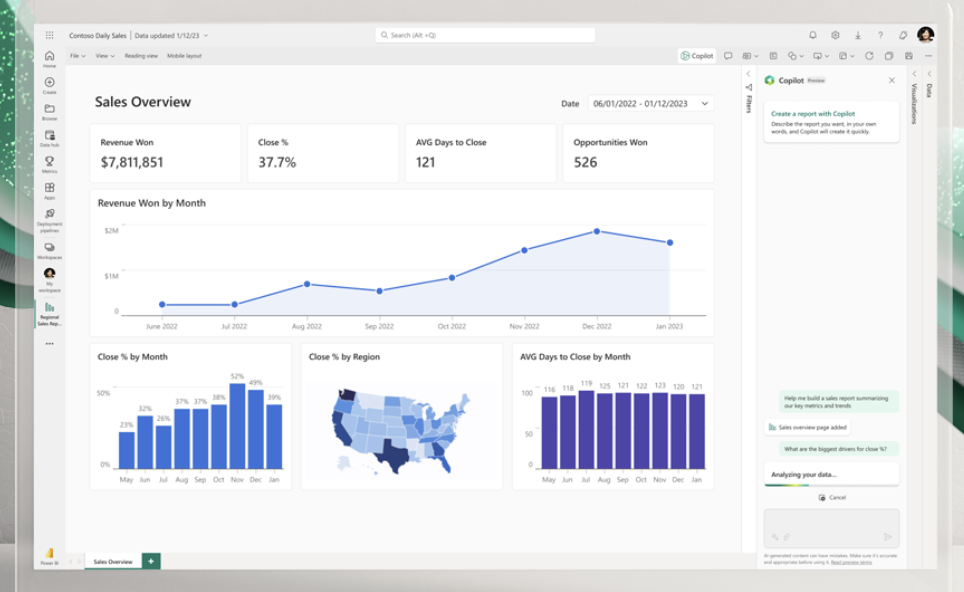 Contoso Daily Sales | Data updated 1/12/23
Search (Alt +Q)
File View Reading view Mobile layout
Copilot
Home
Create
Browse
Data hub
Metrics
Apps
Deployment
pipelines
Workspaces
My
workspace
Regional
Sales Rep...
Power BI
Sales Overview
Date 06/01/2022 - 01/12/2023
Revenue Won
$7,811,851
Close %
37.7%
AVG Days to Close
121
Opportunities Won
526
Revenue Won by Month
$2M
$1M
0
June 2022 Jul 2022 Aug 2022 Sep 2022 Oct 2022 Nov 2022 Dec 2022 Jan 2023
Close % by Month
50%
0%
23% 32% 26% 37% 37% 38% 52% 49% 39%
May Jun Jul Aug Sep Oct Nov Dec Jan
Close % by Region
AVG Days to Close by Month
100
50
0
116 118 119 125 121 122 123 120 121
May Jun Jul Aug Sep Oct Nov Dec Jan
Sales Overview
Filters
Copilot Preview
Create a report with Copilot
Describe the report you want, in your own
words, and Copilot will create it quickly.
Help me build a sales report summarizing
our key metrics and trends
Sales overview page added
What are the biggest drivers for close %?
Analyzing your data...
Cancel
AI generated content can have mistakes. Make sure it's accurate
and appropriate before using it. Read preview terms
Visualizations
Data